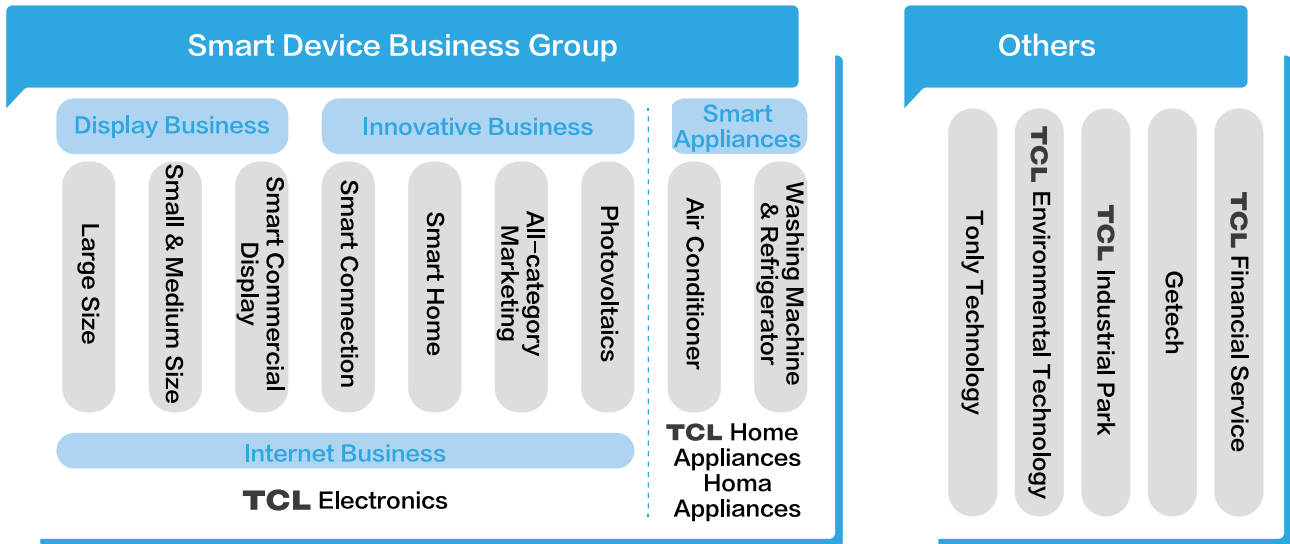 Smart Device Business Group
Display Business
Innovative Business
Smart
Appliances
Large Size
Small & Medium Size
Smart Commercial
Display
Smart Connection
Smart Home
All-category
Marketing
Photovoltaics
Air Conditioner
Washing Machine
& Refrigerator
Internet Business
TCL Electronics
TCL Home
Appliances
Homa
Appliances
Others
Tonly Technology
TCL Environmental Technology
TCL Industrial Park
Getech
TCL Financial Service